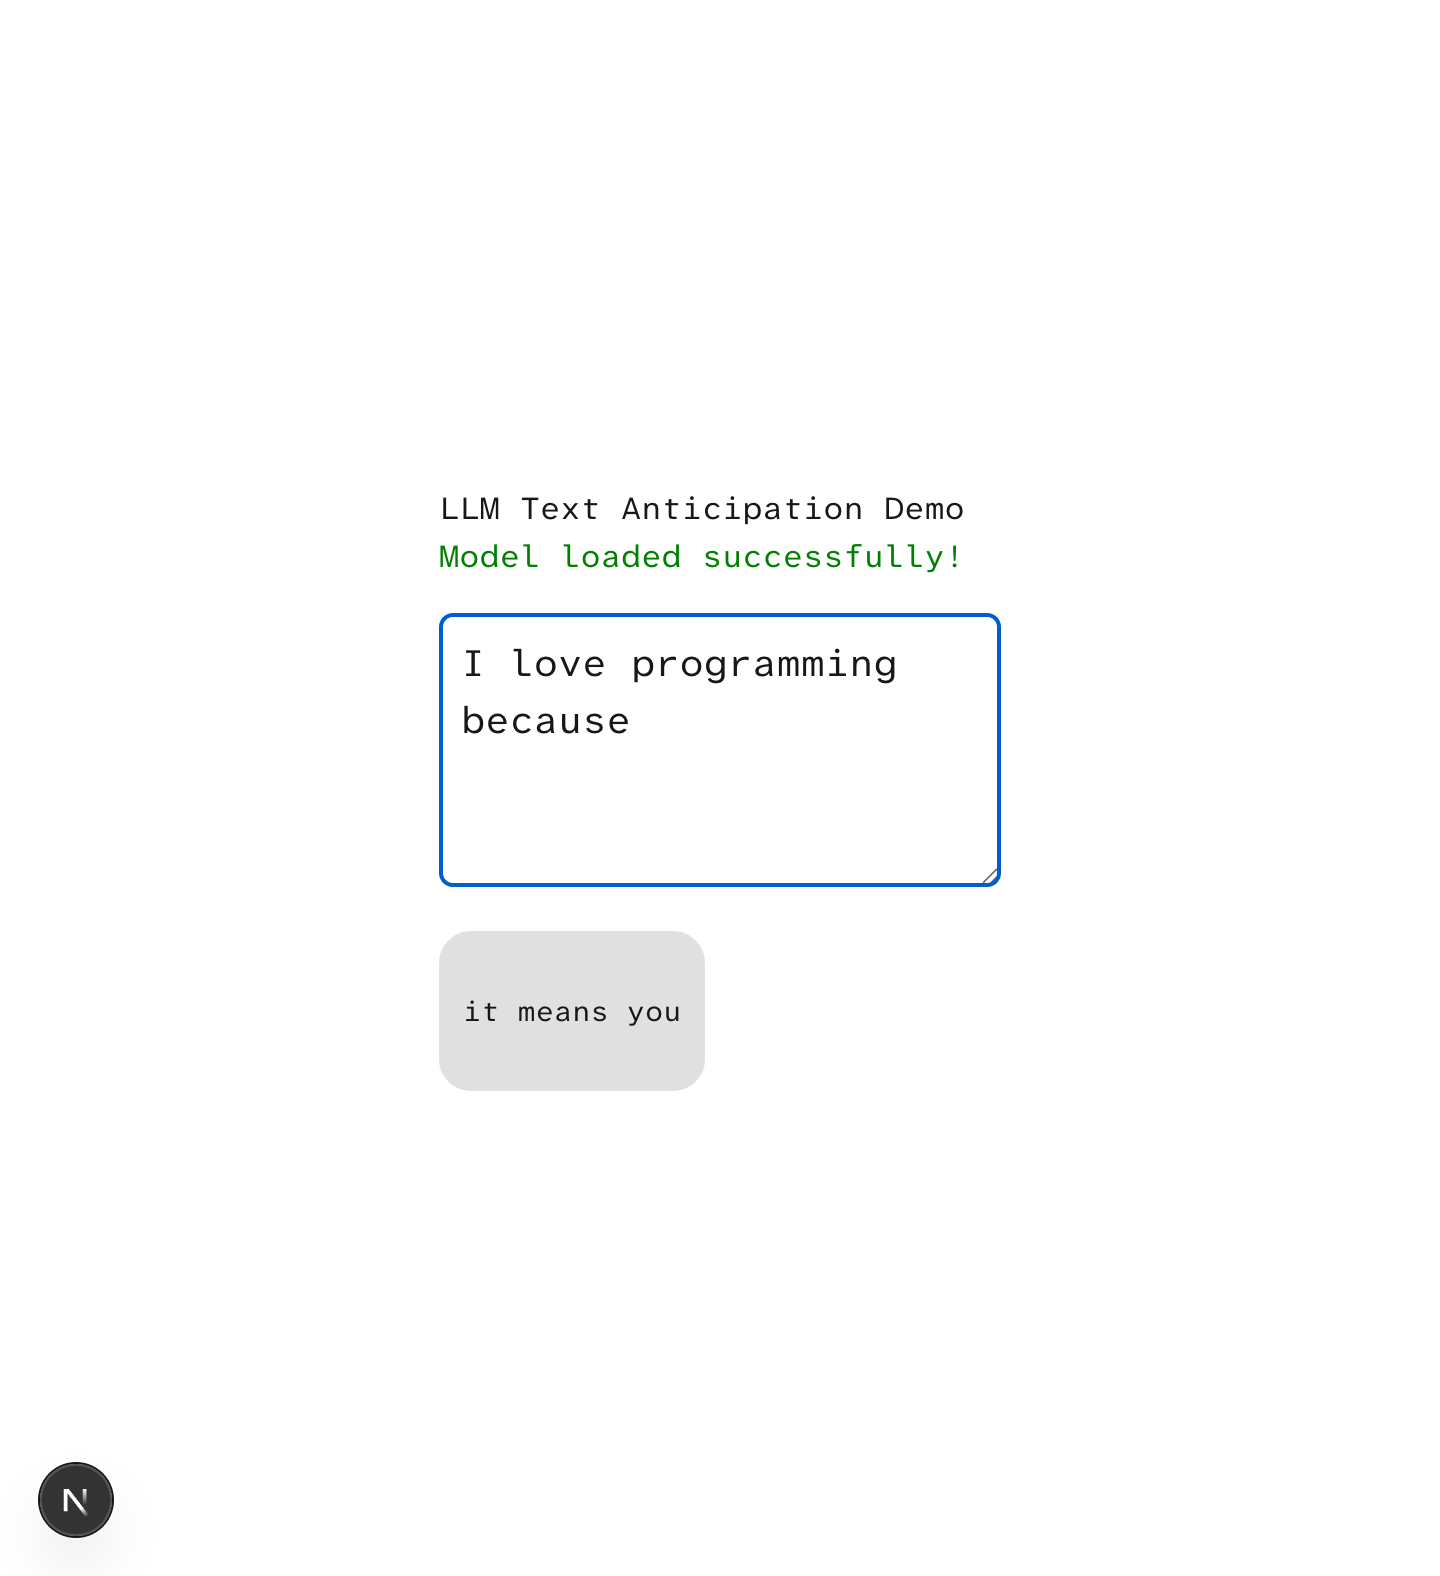 LLM Text Anticipation Demo
Model loaded successfully!
I love programming
because
it means you
N